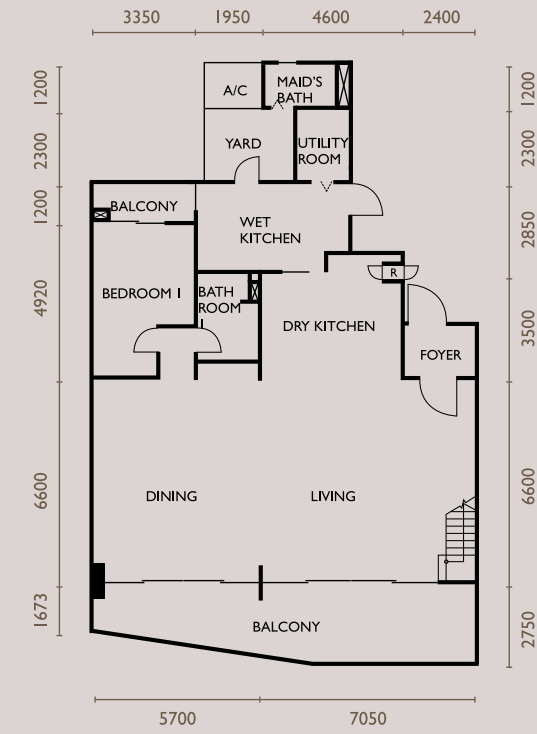 3350 1950 4600 2400
1200
2300
1200
4920
6600
1673
A/C
MAID'S
BATH
YARD
UTILITY
ROOM
BALCONY
WET
KITCHEN
BEDROOM 1
BATH
ROOM
1
DRY KITCHEN
R
FOYER
DINING
LIVING
BALCONY
1200
2300
2850
3500
6600
2750
5700 7050